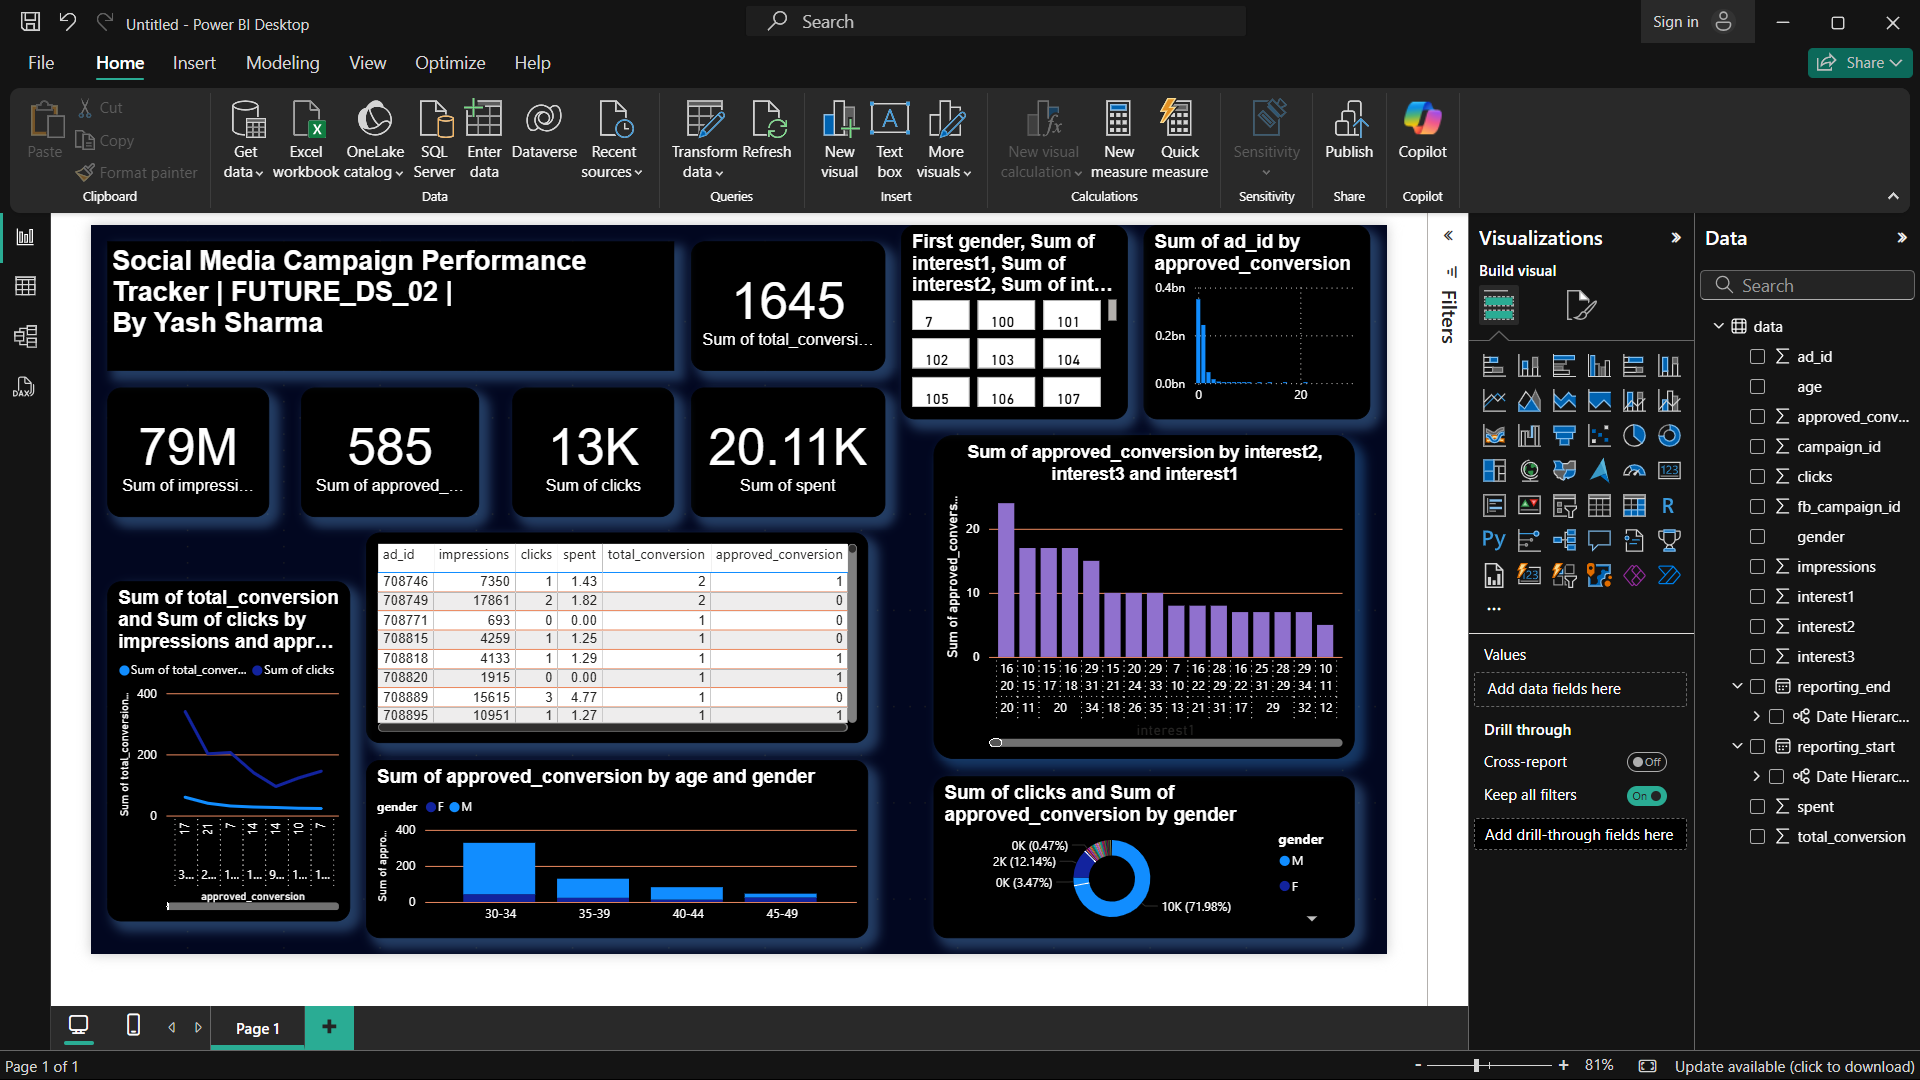 Untitled - Power BI Desktop
Search
Sign in
File
Home
Insert
Modeling
View
Optimize
Help
Share
Paste
Cut
Copy
Format painter
Clipboard
Get data
Excel workbook
OneLake catalog
SQL Server
Enter data
Dataverse
Recent sources
Data
Transform data
Refresh
Queries
New visual
Text box
More visuals
Insert
New visual calculation
New measure
Quick measure
Calculations
Sensitivity
Sensitivity
Publish
Share
Copilot
Copilot
Social Media Campaign Performance
Tracker | FUTURE_DS_02 |
By Yash Sharma
1645
Sum of total_conversi...
79M
Sum of impressi...
585
Sum of approved_...
13K
Sum of clicks
20.11K
Sum of spent
First gender, Sum of
interest1, Sum of
interest2, Sum of int...
7 100 101
102 103 104
105 106 107
Sum of ad_id by
approved_conversion
0.4bn
0.2bn
0.0bn
0 20
Sum of approved_conversion by interest2,
interest3 and interest1
Sum of approved_convers...
20
10
0
16 10 15 16 29 15 20 29 7 16 28 16 25 28 29 10
20 15 17 18 31 21 24 33 10 22 29 22 31 29 34 11
20 11 20 34 18 26 35 13 21 31 17 29 32 12
interest1
ad_id impressions clicks spent total_conversion approved_conversion
708746 7350 1 1.43 2 1
708749 17861 2 1.82 2 0
708771 693 0 0.00 1 0
708815 4259 1 1.25 1 0
708818 4133 1 1.29 1 1
708820 1915 0 0.00 1 1
708889 15615 3 4.77 1 0
708895 10951 1 1.27 1 1
Sum of total_conversion
and Sum of clicks by
impressions and appr...
Sum of total_conver... Sum of clicks
Sum of total_conversion...
400
200
0
17 21 7 14 14 10 7
3... 2... 1... 1... 9... 1... 1...
approved_conversion
Sum of approved_conversion by age and gender
gender F M
Sum of appro...
400
200
0
30-34 35-39 40-44 45-49
Sum of clicks and Sum of
approved_conversion by gender
0K (0.47%)
2K (12.14%)
0K (3.47%)
10K (71.98%)
gender
M
F
Filters
Visualizations
Build visual
123
R
Py
123
...
Values
Add data fields here
Drill through
Cross-report
Off
Keep all filters
On
Add drill-through fields here
Data
Search
data
ad_id
age
approved_conv...
campaign_id
clicks
fb_campaign_id
gender
impressions
interest1
interest2
interest3
reporting_end
Date Hierarc...
reporting_start
Date Hierarc...
spent
total_conversion
DAX
Page 1
Page 1 of 1
- + 81%
Update available (click to download)